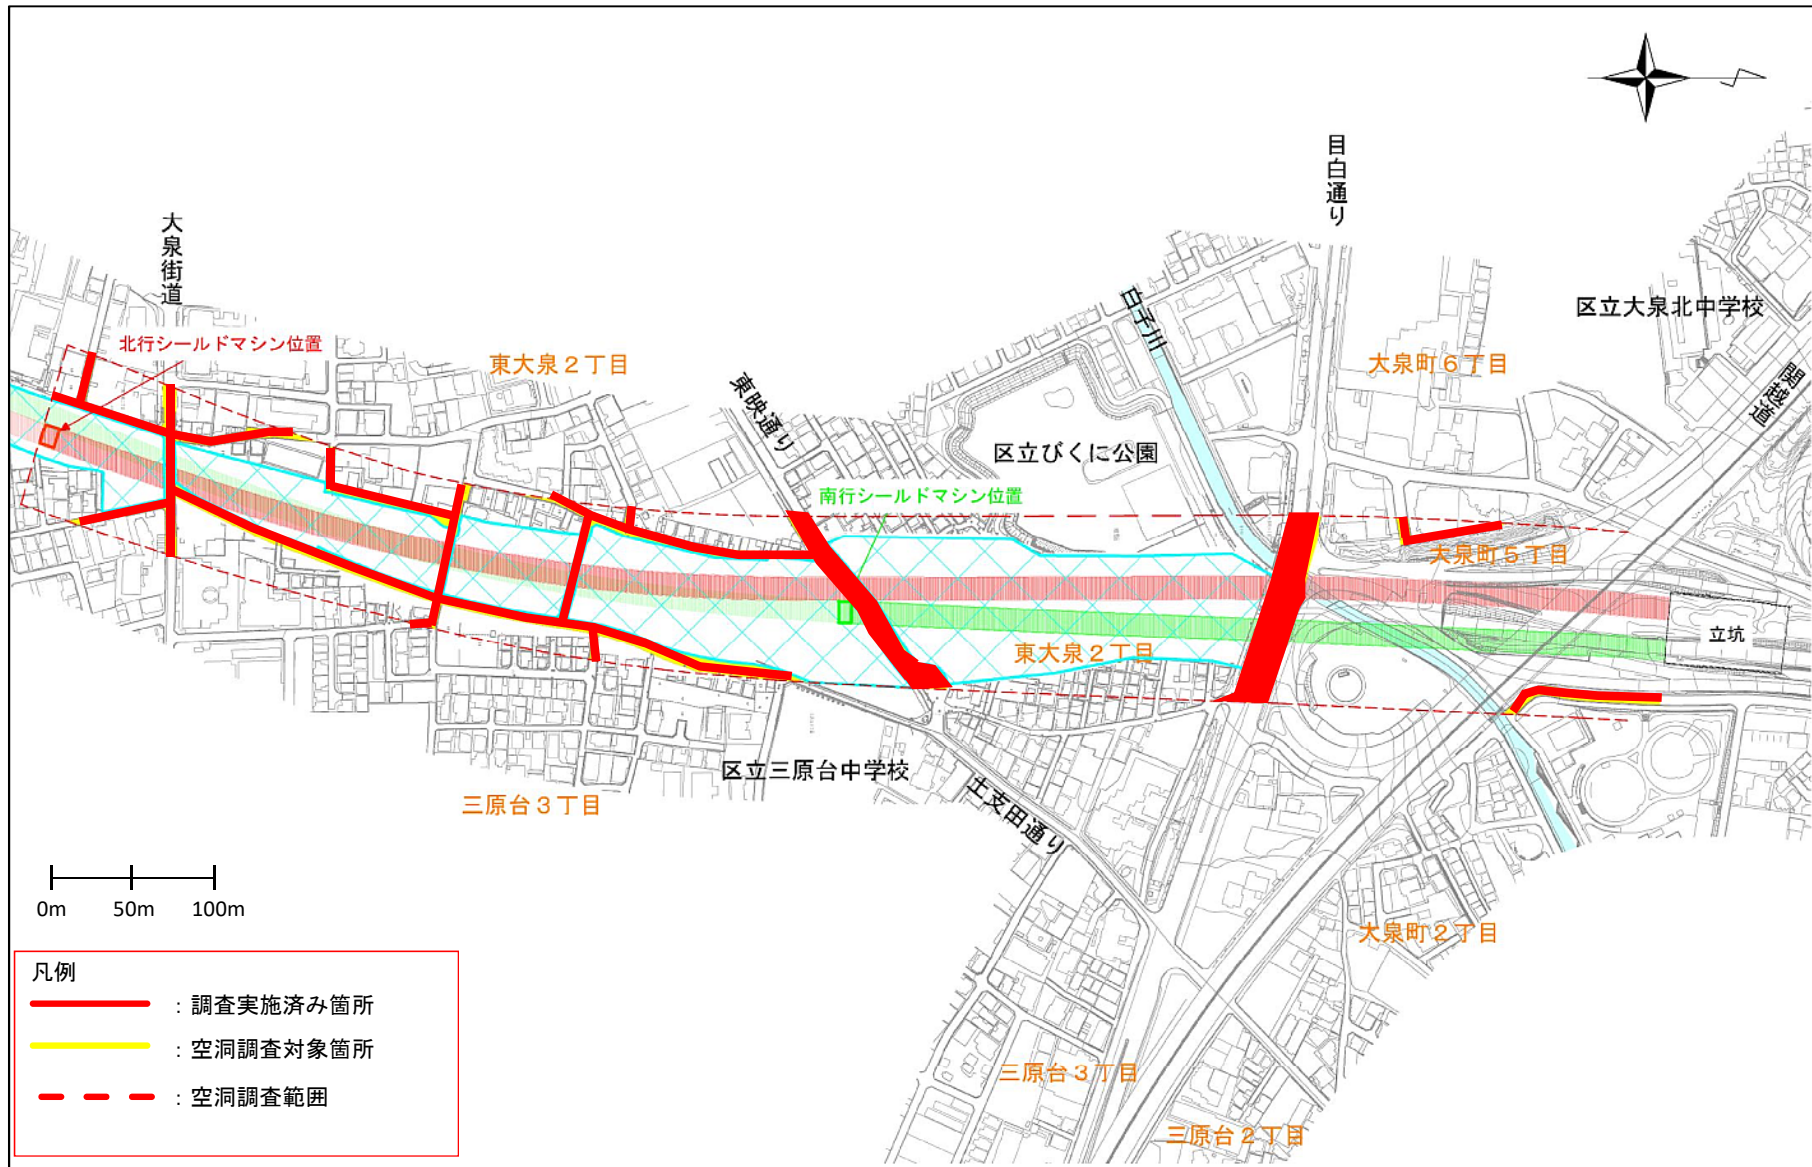 目白通り
大泉街道
区立大泉北中学校
北行シールドマシン位置
東大泉２丁目
白子川
大泉町６丁目
関越道
東映通り
区立びくに公園
南行シールドマシン位置
大泉町５丁目
立坑
東大泉２丁目
区立三原台中学校
三原台３丁目
土支田通り
0m 50m 100m
大泉町２丁目
凡例
：調査実施済み箇所
：空洞調査対象箇所
：空洞調査範囲
三原台３丁目
三原台２丁目